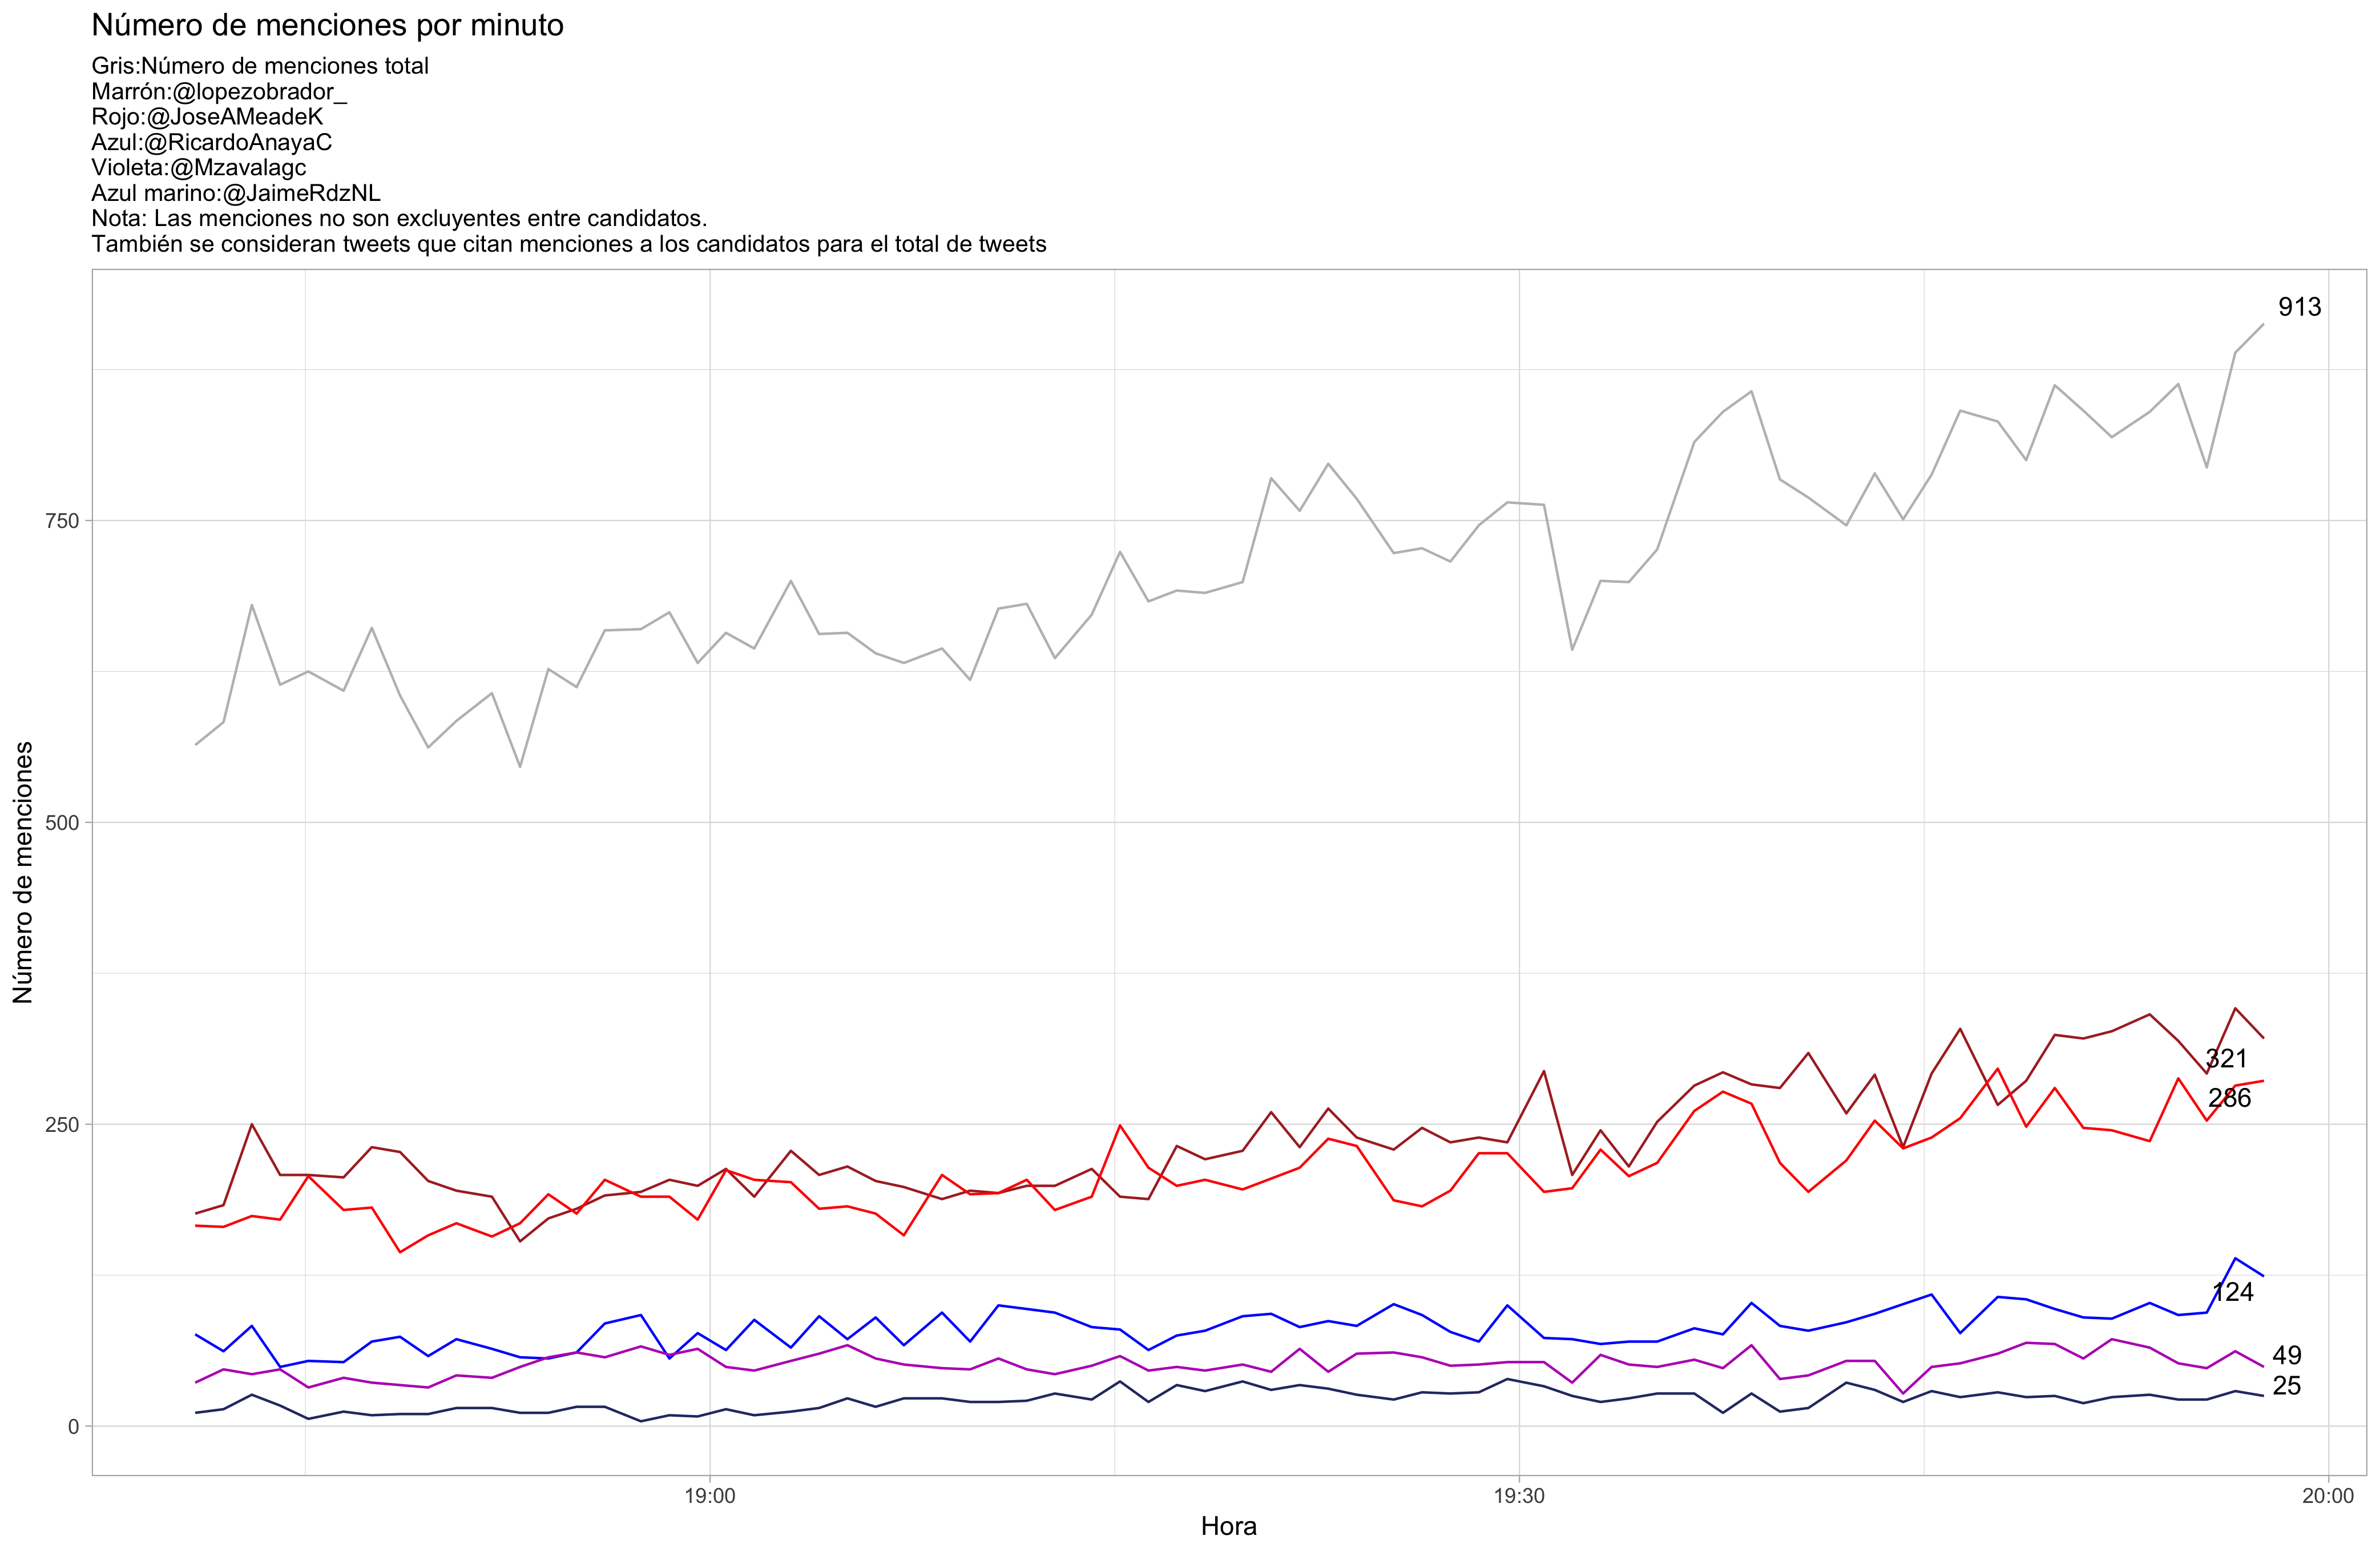 Número de menciones por minuto
Gris:Número de menciones total
Marrón:@lopezobrador_
Rojo:@JoseAMeadeK
Azul:@RicardoAnayaC
Violeta:@Mzavalagc
Azul marino:@JaimeRdzNL
Nota: Las menciones no son excluyentes entre candidatos.
También se consideran tweets que citan menciones a los candidatos para el total de tweets
913
750
500
Número de menciones
321
286
250
124
49
25
0
19:00
19:30
20:00
Hora